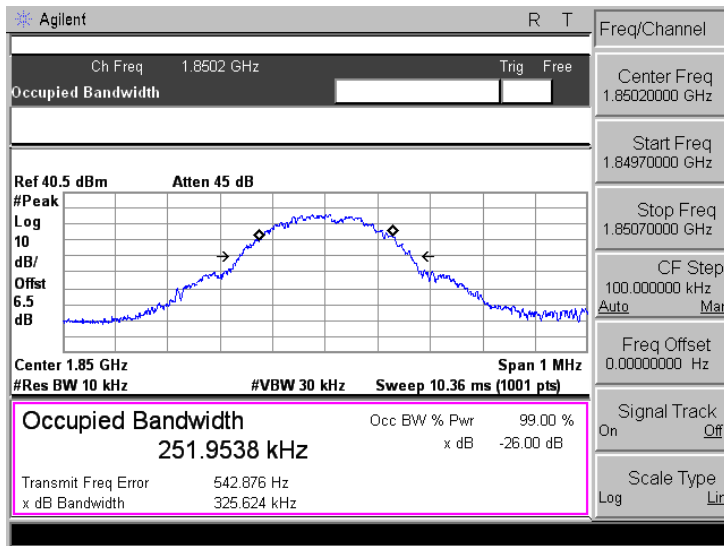 Agilent R T
Ch Freq 1.8502 GHz Trig Free
Occupied Bandwidth
Ref 40.5 dBm Atten 45 dB
#Peak
Log
10
dB/
Offst
6.5
dB
Center 1.85 GHz Span 1 MHz
#Res BW 10 kHz #VBW 30 kHz Sweep 10.36 ms (1001 pts)
Occupied Bandwidth
251.9538 kHz
Occ BW % Pwr 99.00 %
x dB -26.00 dB
Transmit Freq Error 542.876 Hz
x dB Bandwidth 325.624 kHz
Freq/Channel
Center Freq
1.85020000 GHz
Start Freq
1.84970000 GHz
Stop Freq
1.85070000 GHz
CF Step
100.000000 kHz
Auto Man
Freq Offset
0.00000000 Hz
Signal Track
On Off
Scale Type
Log Lin